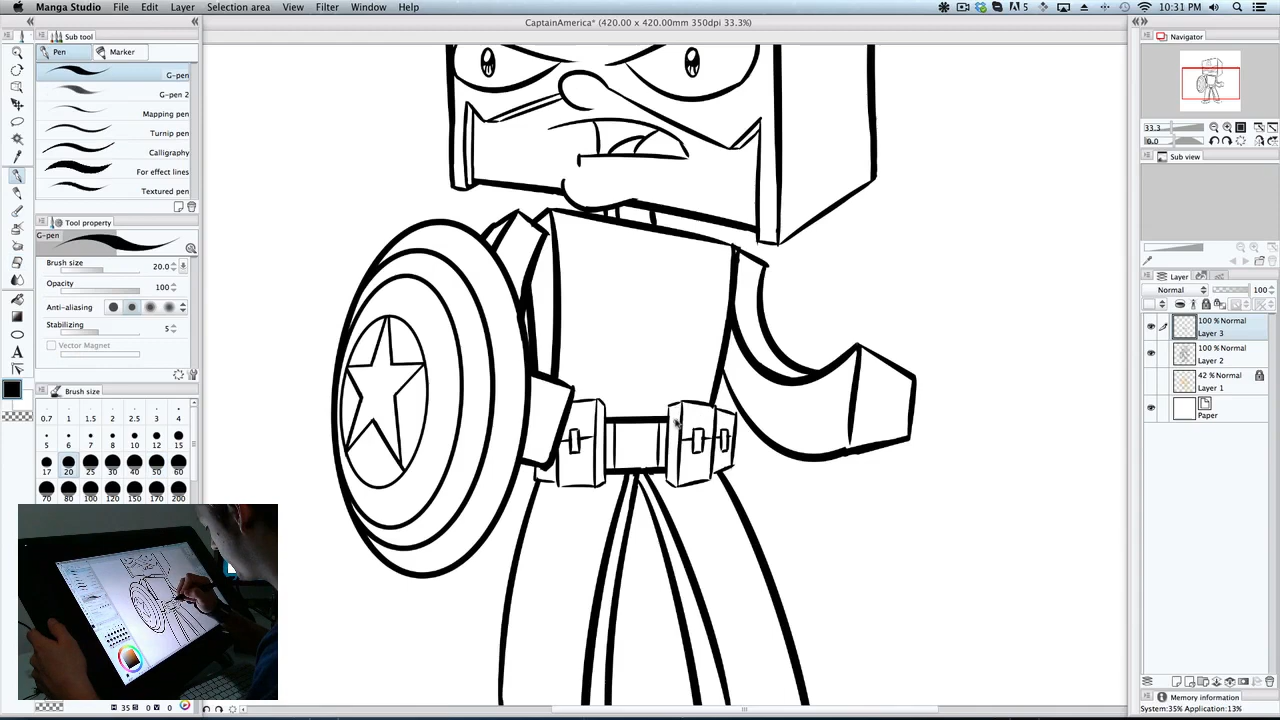 Manga Studio File Edit Layer Selection area View Filter Window Help 5 10:31 PM
CaptainAmerica* (420.00 x 420.00mm 350dpi 33.3%)
Sub tool
Pen Marker
G-pen
G-pen 2
Mapping pen
Turnip pen
Calligraphy
For effect lines
Textured pen
Tool property
G-pen
Brush size 20.0
Opacity 100
Anti-aliasing
Stabilizing 5
Vector Magnet
Brush size
0.7 1 1.5 2 2.5 3 4
5 6 7 8 10 12 15
17 20 25 30 40 50 60
70 80 100 120 150 170 200
35 0 0
Navigator
33.3
0.0
Sub view
Layer
Normal 100
100 % Normal
Layer 3
100 % Normal
Layer 2
42 % Normal
Layer 1
Paper
Memory information
System:35% Application:13%